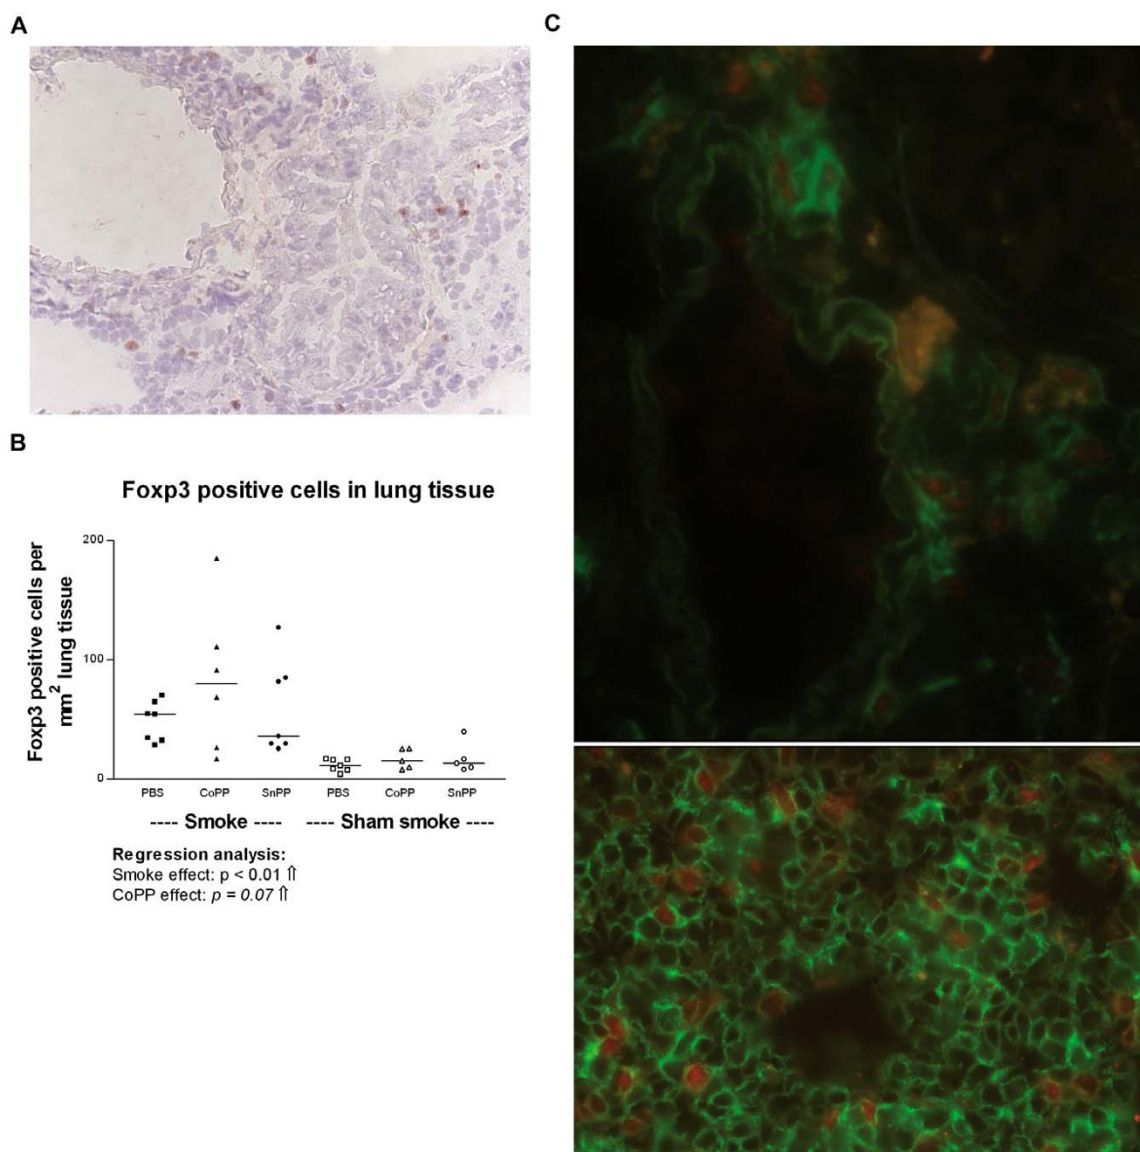 A
C
B
Foxp3 positive cells in lung tissue
Foxp3 positive cells per
mm² lung tissue
200
100
0
PBS CoPP SnPP PBS CoPP SnPP
---- Smoke ---- ---- Sham smoke ----
Regression analysis:
Smoke effect: p < 0.01 ⇑
CoPP effect: p = 0.07 ⇑